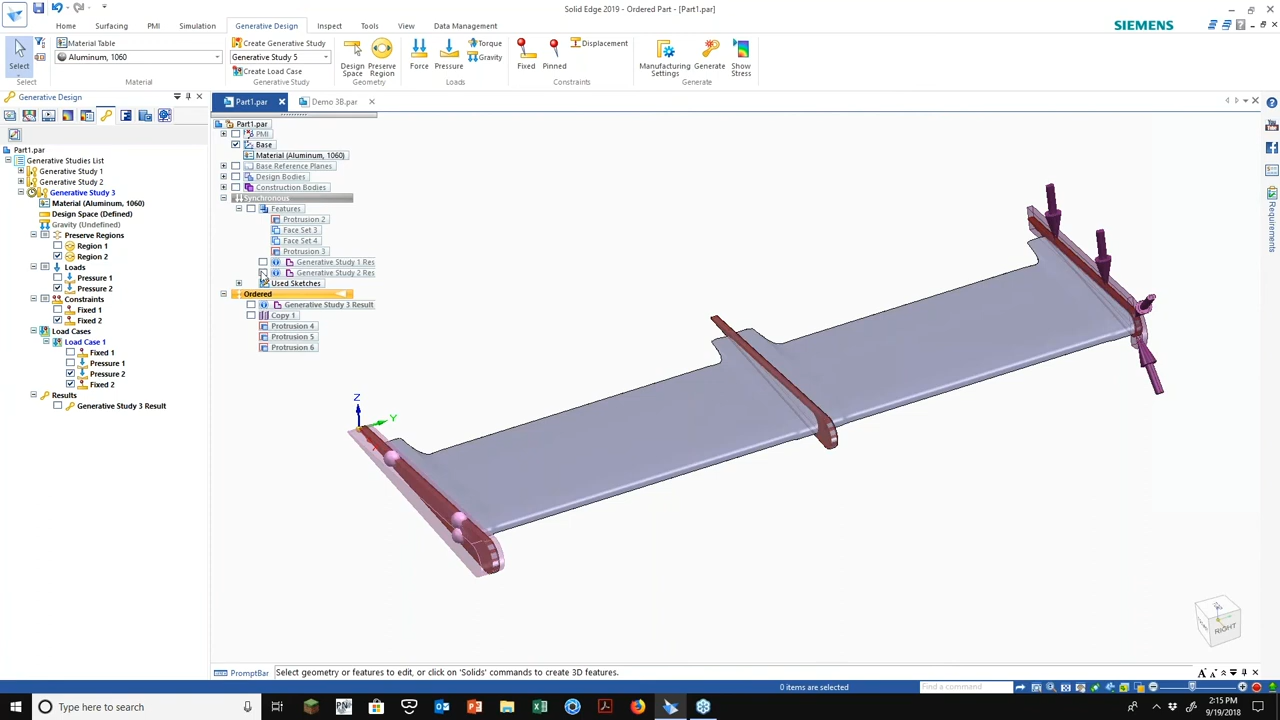 Solid Edge 2019 - Ordered Part - [Part1.par]
Home Surfacing PMI Simulation Generative Design Inspect Tools View Data Management
SIEMENS
Select
Select
Material Table
Aluminum, 1060
Material
Create Generative Study
Generative Study 5
Create Load Case
Generative Study
Design Space
Preserve Region
Geometry
Force
Pressure
Torque
Gravity
Loads
Fixed
Pinned
Displacement
Constraints
Manufacturing Settings
Generate
Show Stress
Generate
Generative Design
Part1.par
Demo 3B.par
Part1.par
Generative Studies List
Generative Study 1
Generative Study 2
Generative Study 3
Material (Aluminum, 1060)
Design Space (Defined)
Gravity (Undefined)
Preserve Regions
Region 1
Region 2
Loads
Pressure 1
Pressure 2
Constraints
Fixed 1
Fixed 2
Load Cases
Load Case 1
Fixed 1
Pressure 1
Pressure 2
Fixed 2
Results
Generative Study 3 Result
Part1.par
PMI
Base
Material (Aluminum, 1060)
Base Reference Planes
Design Bodies
Construction Bodies
Synchronous
Features
Protrusion 2
Face Set 3
Face Set 4
Protrusion 3
Generative Study 1 Res
Generative Study 2 Res
Used Sketches
Ordered
Generative Study 3 Result
Copy 1
Protrusion 4
Protrusion 5
Protrusion 6
Z
Y
RIGHT
You Tube
Requirements
PromptBar
Select geometry or features to edit, or click on 'Solids' commands to create 3D features.
0 items are selected
Find a command
Type here to search
PN
2:15 PM
9/19/2018